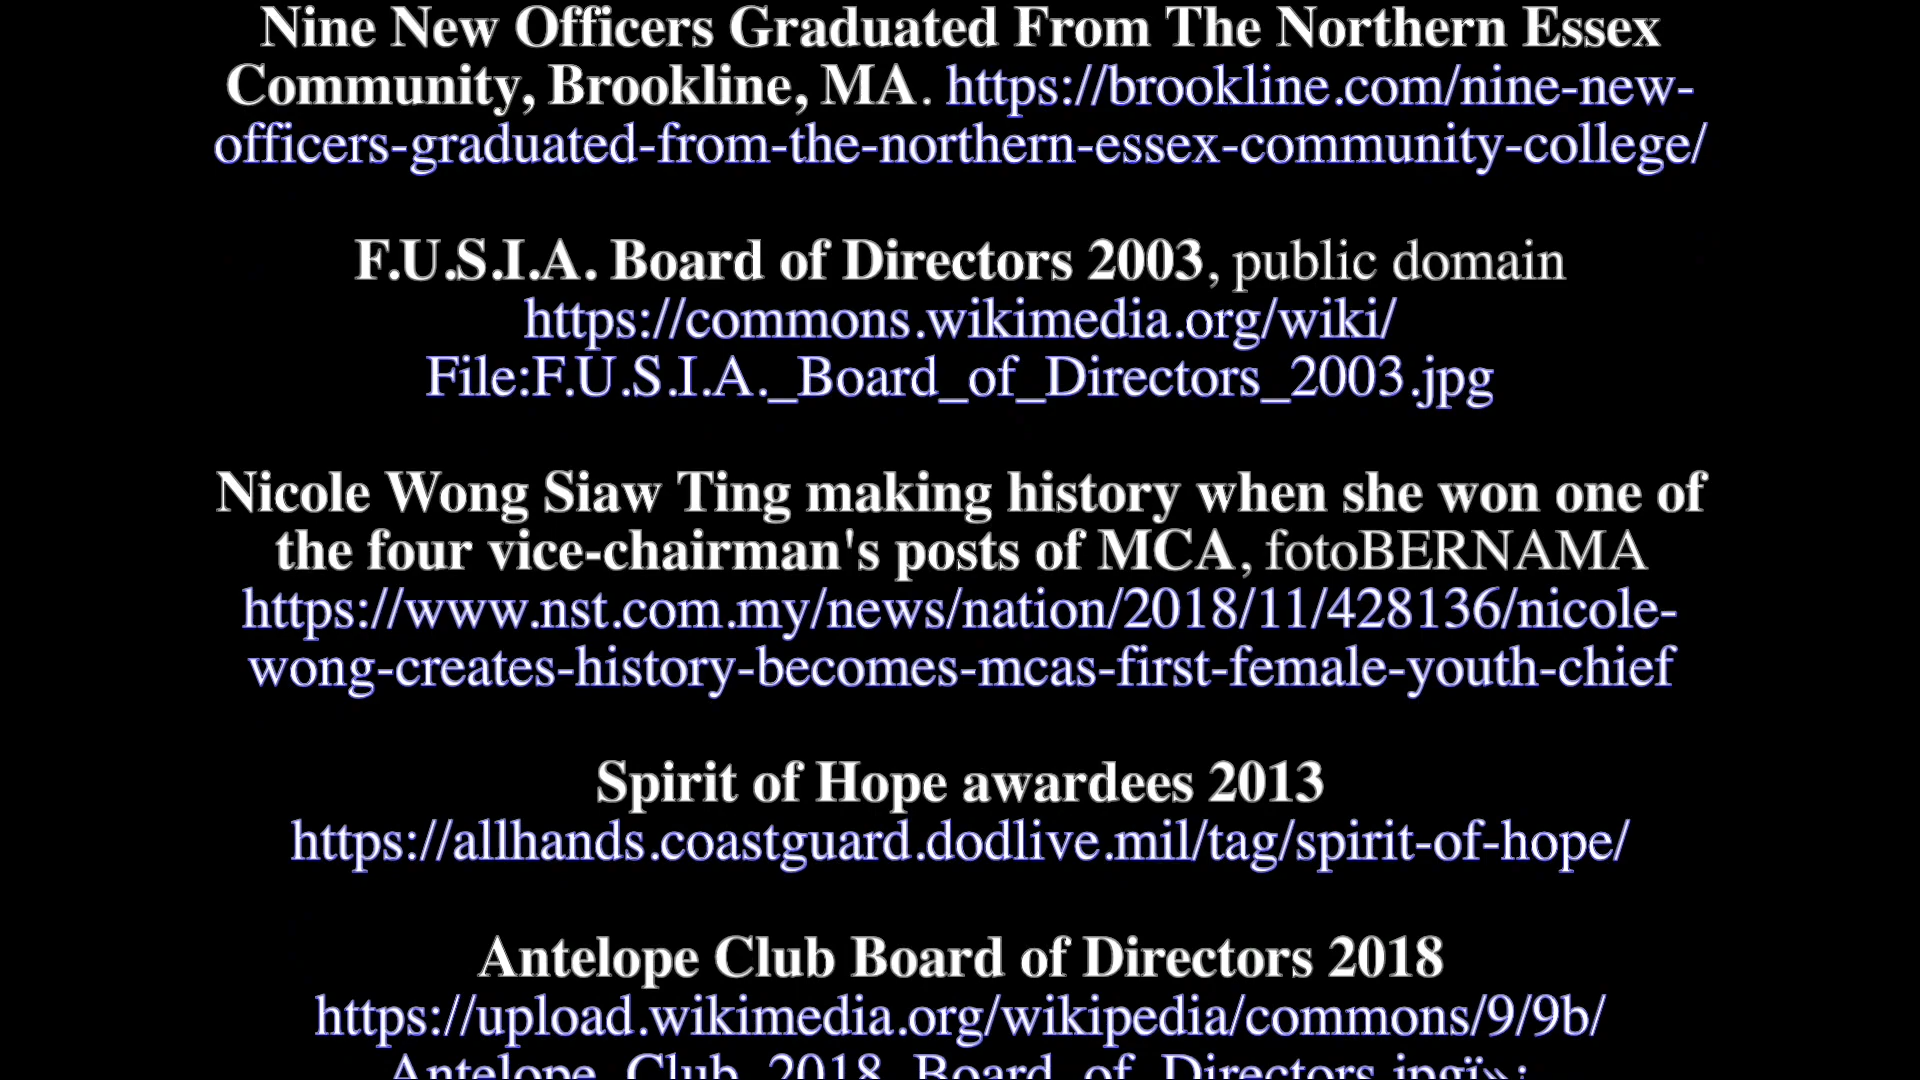 Nine New Officers Graduated From The Northern Essex
Community, Brookline, MA. https://brookline.com/nine-new-
officers-graduated-from-the-northern-essex-community-college/
F.U.S.I.A. Board of Directors 2003, public domain
https://commons.wikimedia.org/wiki/
File:F.U.S.I.A._Board_of_Directors_2003.jpg
Nicole Wong Siaw Ting making history when she won one of
the four vice-chairman's posts of MCA, fotoBERNAMA
https://www.nst.com.my/news/nation/2018/11/428136/nicole-
wong-creates-history-becomes-mcas-first-female-youth-chief
Spirit of Hope awardees 2013
https://allhands.coastguard.dodlive.mil/tag/spirit-of-hope/
Antelope Club Board of Directors 2018
https://upload.wikimedia.org/wikipedia/commons/9/9b/
Antelope_Club_2018_Board_of_Directors.jpgï»¿